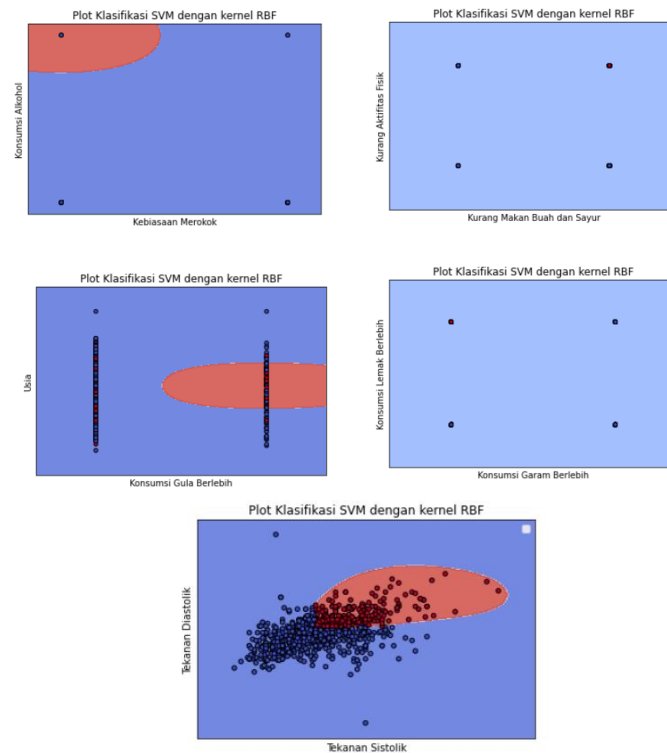 Plot Klasifikasi SVM dengan kernel RBF
Konsumsi Alkohol
Kebiasaan Merokok
Plot Klasifikasi SVM dengan kernel RBF
Kurang Aktifitas Fisik
Kurang Makan Buah dan Sayur
Plot Klasifikasi SVM dengan kernel RBF
Usia
Konsumsi Gula Berlebih
Plot Klasifikasi SVM dengan kernel RBF
Konsumsi Lemak Berlebih
Konsumsi Garam Berlebih
Plot Klasifikasi SVM dengan kernel RBF
Tekanan Diastolik
Tekanan Sistolik